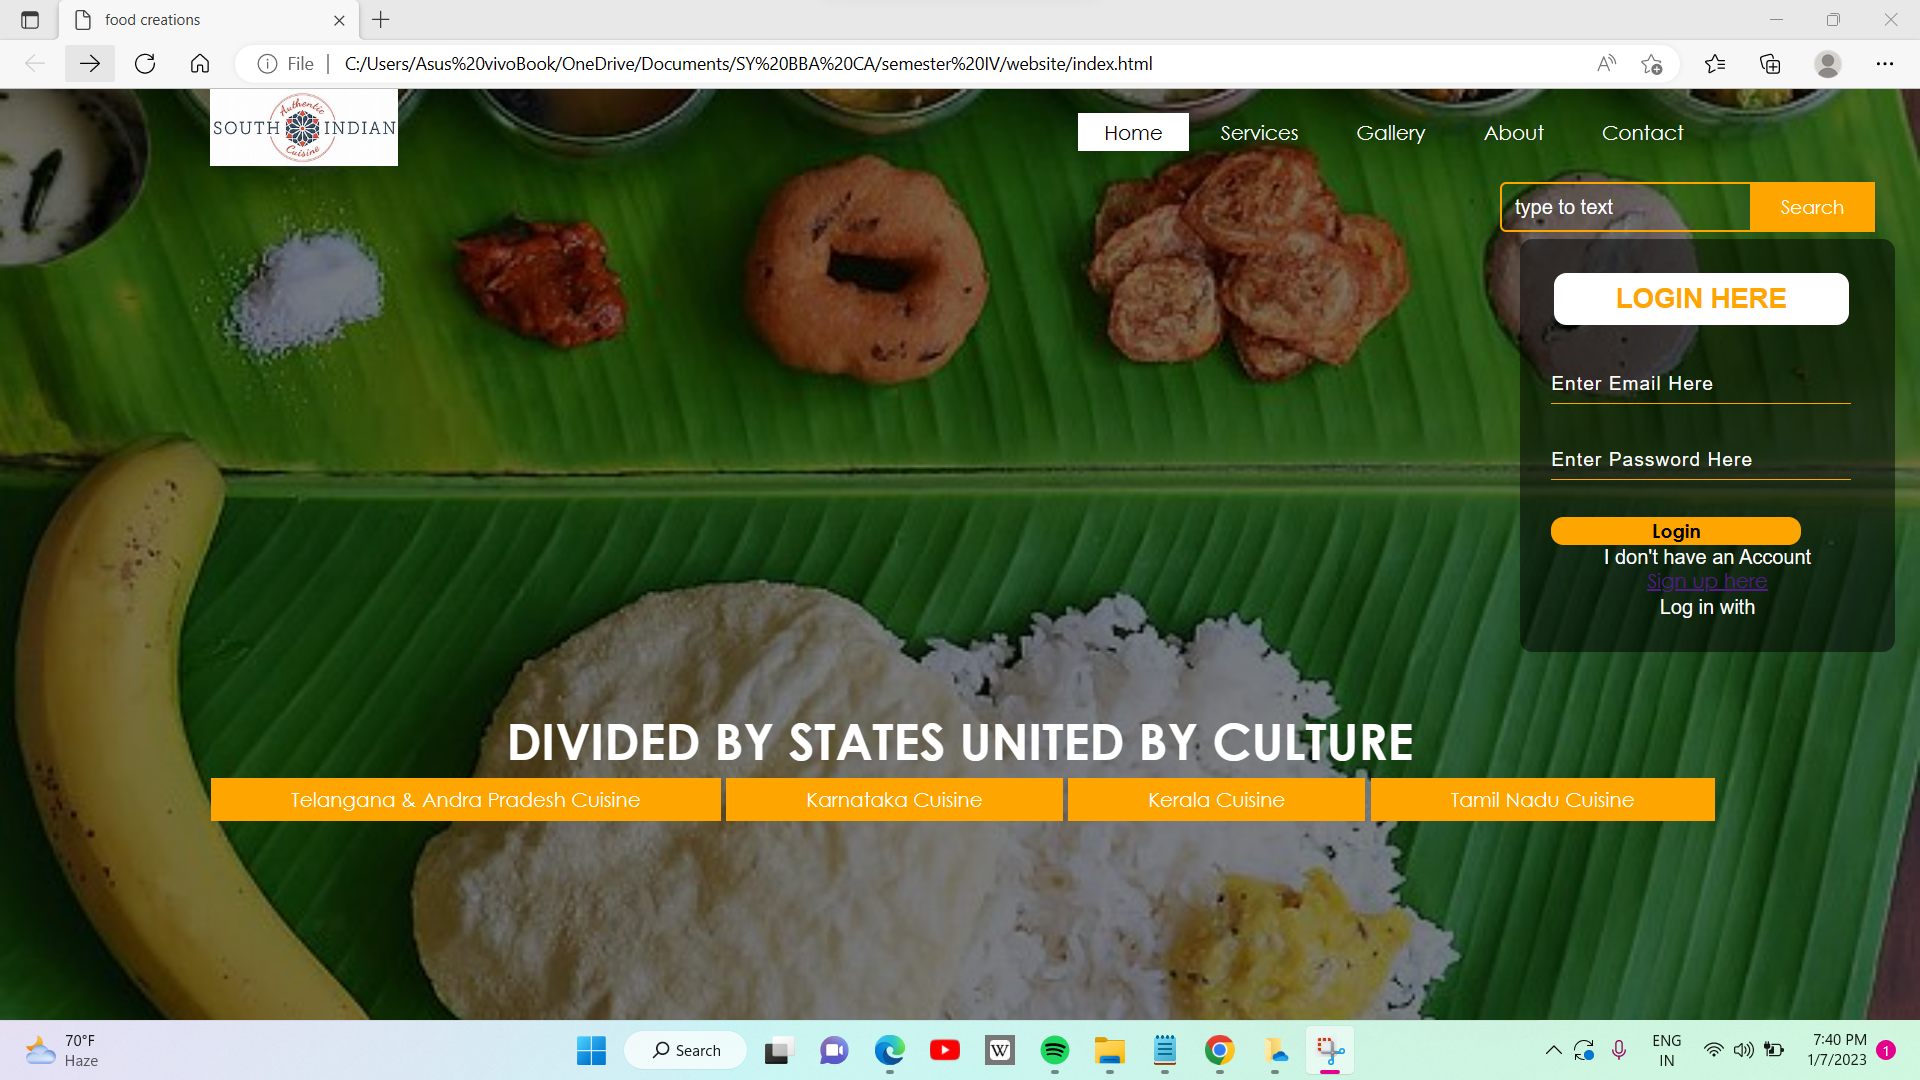 food creations
File
C:/Users/Asus%20vivoBook/OneDrive/Documents/SY%20BBA%20CA/semester%20IV/website/index.html
Authentic
SOUTH INDIAN
Cuisine
Home Services Gallery About Contact
type to text Search
LOGIN HERE
Enter Email Here
Enter Password Here
Login
I don't have an Account
Sign up here
Log in with
DIVIDED BY STATES UNITED BY CULTURE
Telangana & Andra Pradesh Cuisine Karnataka Cuisine Kerala Cuisine Tamil Nadu Cuisine
70°F
Haze
Search
W
ENG
IN
7:40 PM
1/7/2023
1